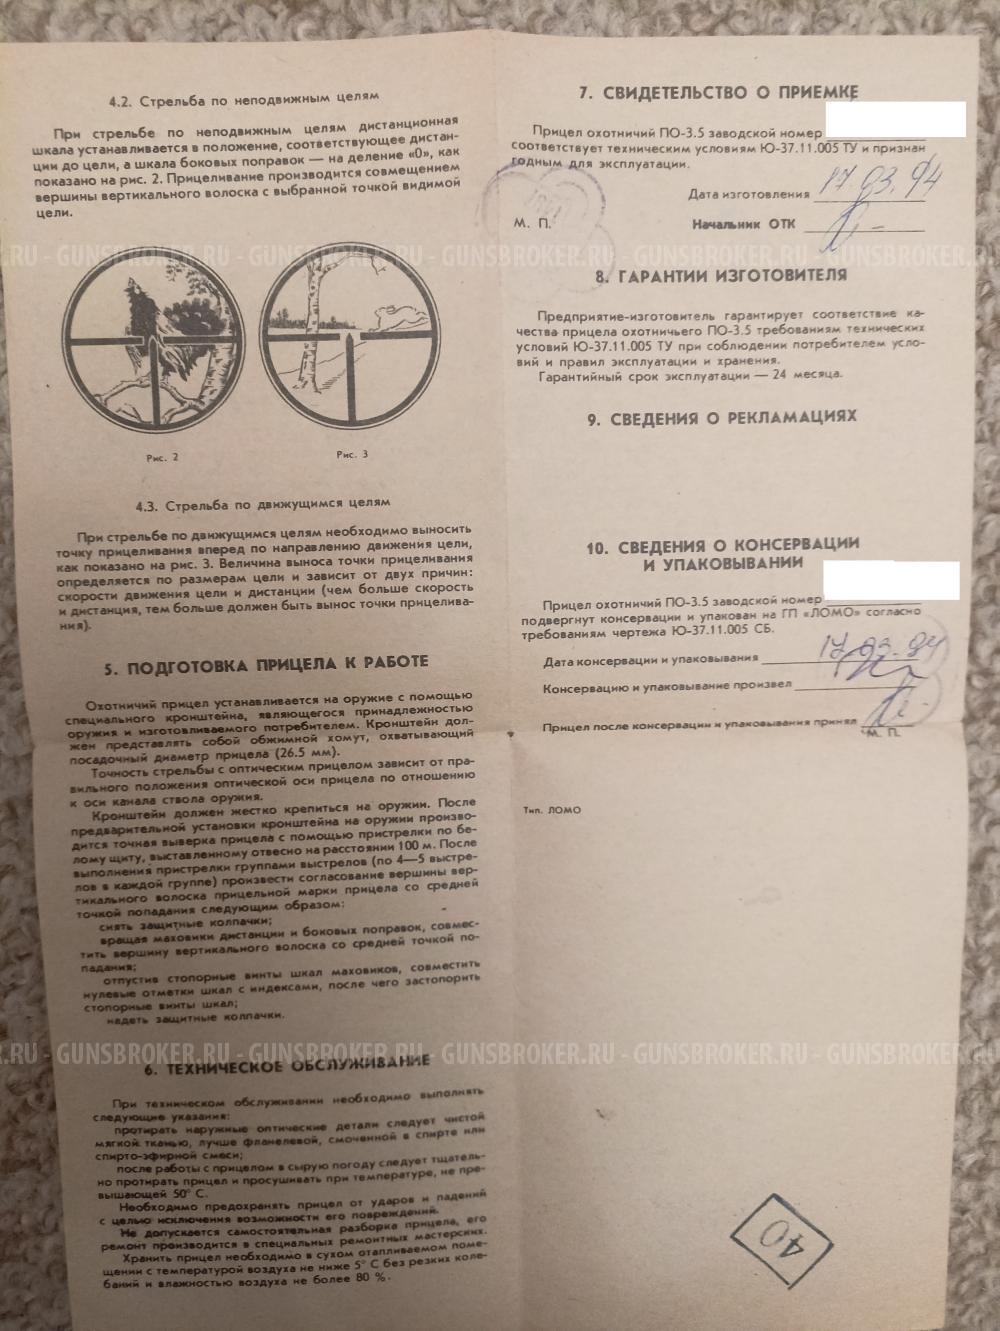 4.2. Стрельба по неподвижным целям
При стрельбе по неподвижным целям дистанционная
шкала устанавливается в положение, соответствующее дистан-
ции до цели, а шкала боковых поправок — на деление «0», как
показано на рис. 2. Прицеливание производится совмещением
вершины вертикального волоска с выбранной точкой видимой
цели.
.RU - GUNSBROKER.RU - GUNSBROKER.RU - GUNSBROKER.RU - GUNSBROKER.RU
Рис. 2
Рис. 3
4.3. Стрельба по движущимся целям
При стрельбе по движущимся целям необходимо выносить
точку прицеливания вперед по направлению движения цели,
как показано на рис. 3. Величина выноса точки прицеливания
определяется по размерам цели и зависит от двух причин:
скорости движения цели и дистанции (чем больше скорость
и дистанция, тем больше должен быть вынос точки прицелива-
ния).
5. ПОДГОТОВКА ПРИЦЕЛА К РАБОТЕ
Охотничий прицел устанавливается на оружие с помощью
специального кронштейна, являющегося принадлежностью
оружия и изготовливаемого потребителем. Кронштейн дол-
жен представлять собой обжимной хомут, охватывающий
посадочный диаметр прицела (26.5 мм).
Точность стрельбы с оптическим прицелом зависит от пра-
вильного положения оптической оси прицела по отношению
к оси канала ствола оружия.
Кронштейн должен жестко крепиться на оружии. После
предварительной установки кронштейна на оружии произво-
дится точная выверка прицела с помощью пристрелки по бе-
лому щиту, выставленному отвесно на расстоянии 100 м. После
выполнения пристрелки группами выстрелов (по 4—5 выстре-
лов в каждой группе) произвести согласование вершины вер-
тикального волоска прицельной марки прицела со средней
точкой попадания следующим образом:
снять защитные колпачки;
вращая маховики дистанции и боковых поправок, совмес-
тить вершину вертикального волоска со средней точкой по-
падания;
отпустив стопорные винты шкал маховиков, совместить
нулевые отметки шкал с индексами, после чего застопорить
стопорные винты шкал;
надеть защитные колпачки.
.RU - GUNSBROKER.RU - GUNSBROKER.RU - GUNSBROKER.RU - GUNSBROKER.RU
6. ТЕХНИЧЕСКОЕ ОБСЛУЖИВАНИЕ
При техническом обслуживании необходимо выполнять
следующие указания:
протирать наружные оптические детали следует чистой
мягкой тканью, лучше фланелевой, смоченной в спирте или
спирто-эфирной смеси;
после работы с прицелом в сырую погоду следует тщатель-
но протирать прицел и просушивать при температуре, не пре-
вышающей 50° С.
Необходимо предохранять прицел от ударов и падений
с целью исключения возможности его повреждений.
Не допускается самостоятельная разборка прицела, его
ремонт производится в специальных ремонтных мастерских.
Хранить прицел необходимо в сухом отапливаемом поме-
щении с температурой воздуха не ниже 5° С без резких коле-
баний и влажностью воздуха не более 80 %.
7. СВИДЕТЕЛЬСТВО О ПРИЕМКЕ
Прицел охотничий ПО-3.5 заводской номер
соответствует техническим условиям Ю-37.11.005 ТУ и признан
годным для эксплуатации.
Дата изготовления 17.03.94
М. П.
Начальник ОТК
8. ГАРАНТИИ ИЗГОТОВИТЕЛЯ
Предприятие-изготовитель гарантирует соответствие ка-
чества прицела охотничьего ПО-3.5 требованиям технических
условий Ю-37.11.005 ТУ при соблюдении потребителем усло-
вий и правил эксплуатации и хранения.
Гарантийный срок эксплуатации — 24 месяца.
9. СВЕДЕНИЯ О РЕКЛАМАЦИЯХ
10. СВЕДЕНИЯ О КОНСЕРВАЦИИ
И УПАКОВЫВАНИИ
Прицел охотничий ПО-3.5 заводской номер
подвергнут консервации и упакован на ГП «ЛОМО» согласно
требованиям чертежа Ю-37.11.005 СБ.
Дата консервации и упаковывания 17.03.94
Консервацию и упаковывание произвел
Прицел после консервации и упаковывания принял
М. П.
Тип. ЛОМО
40